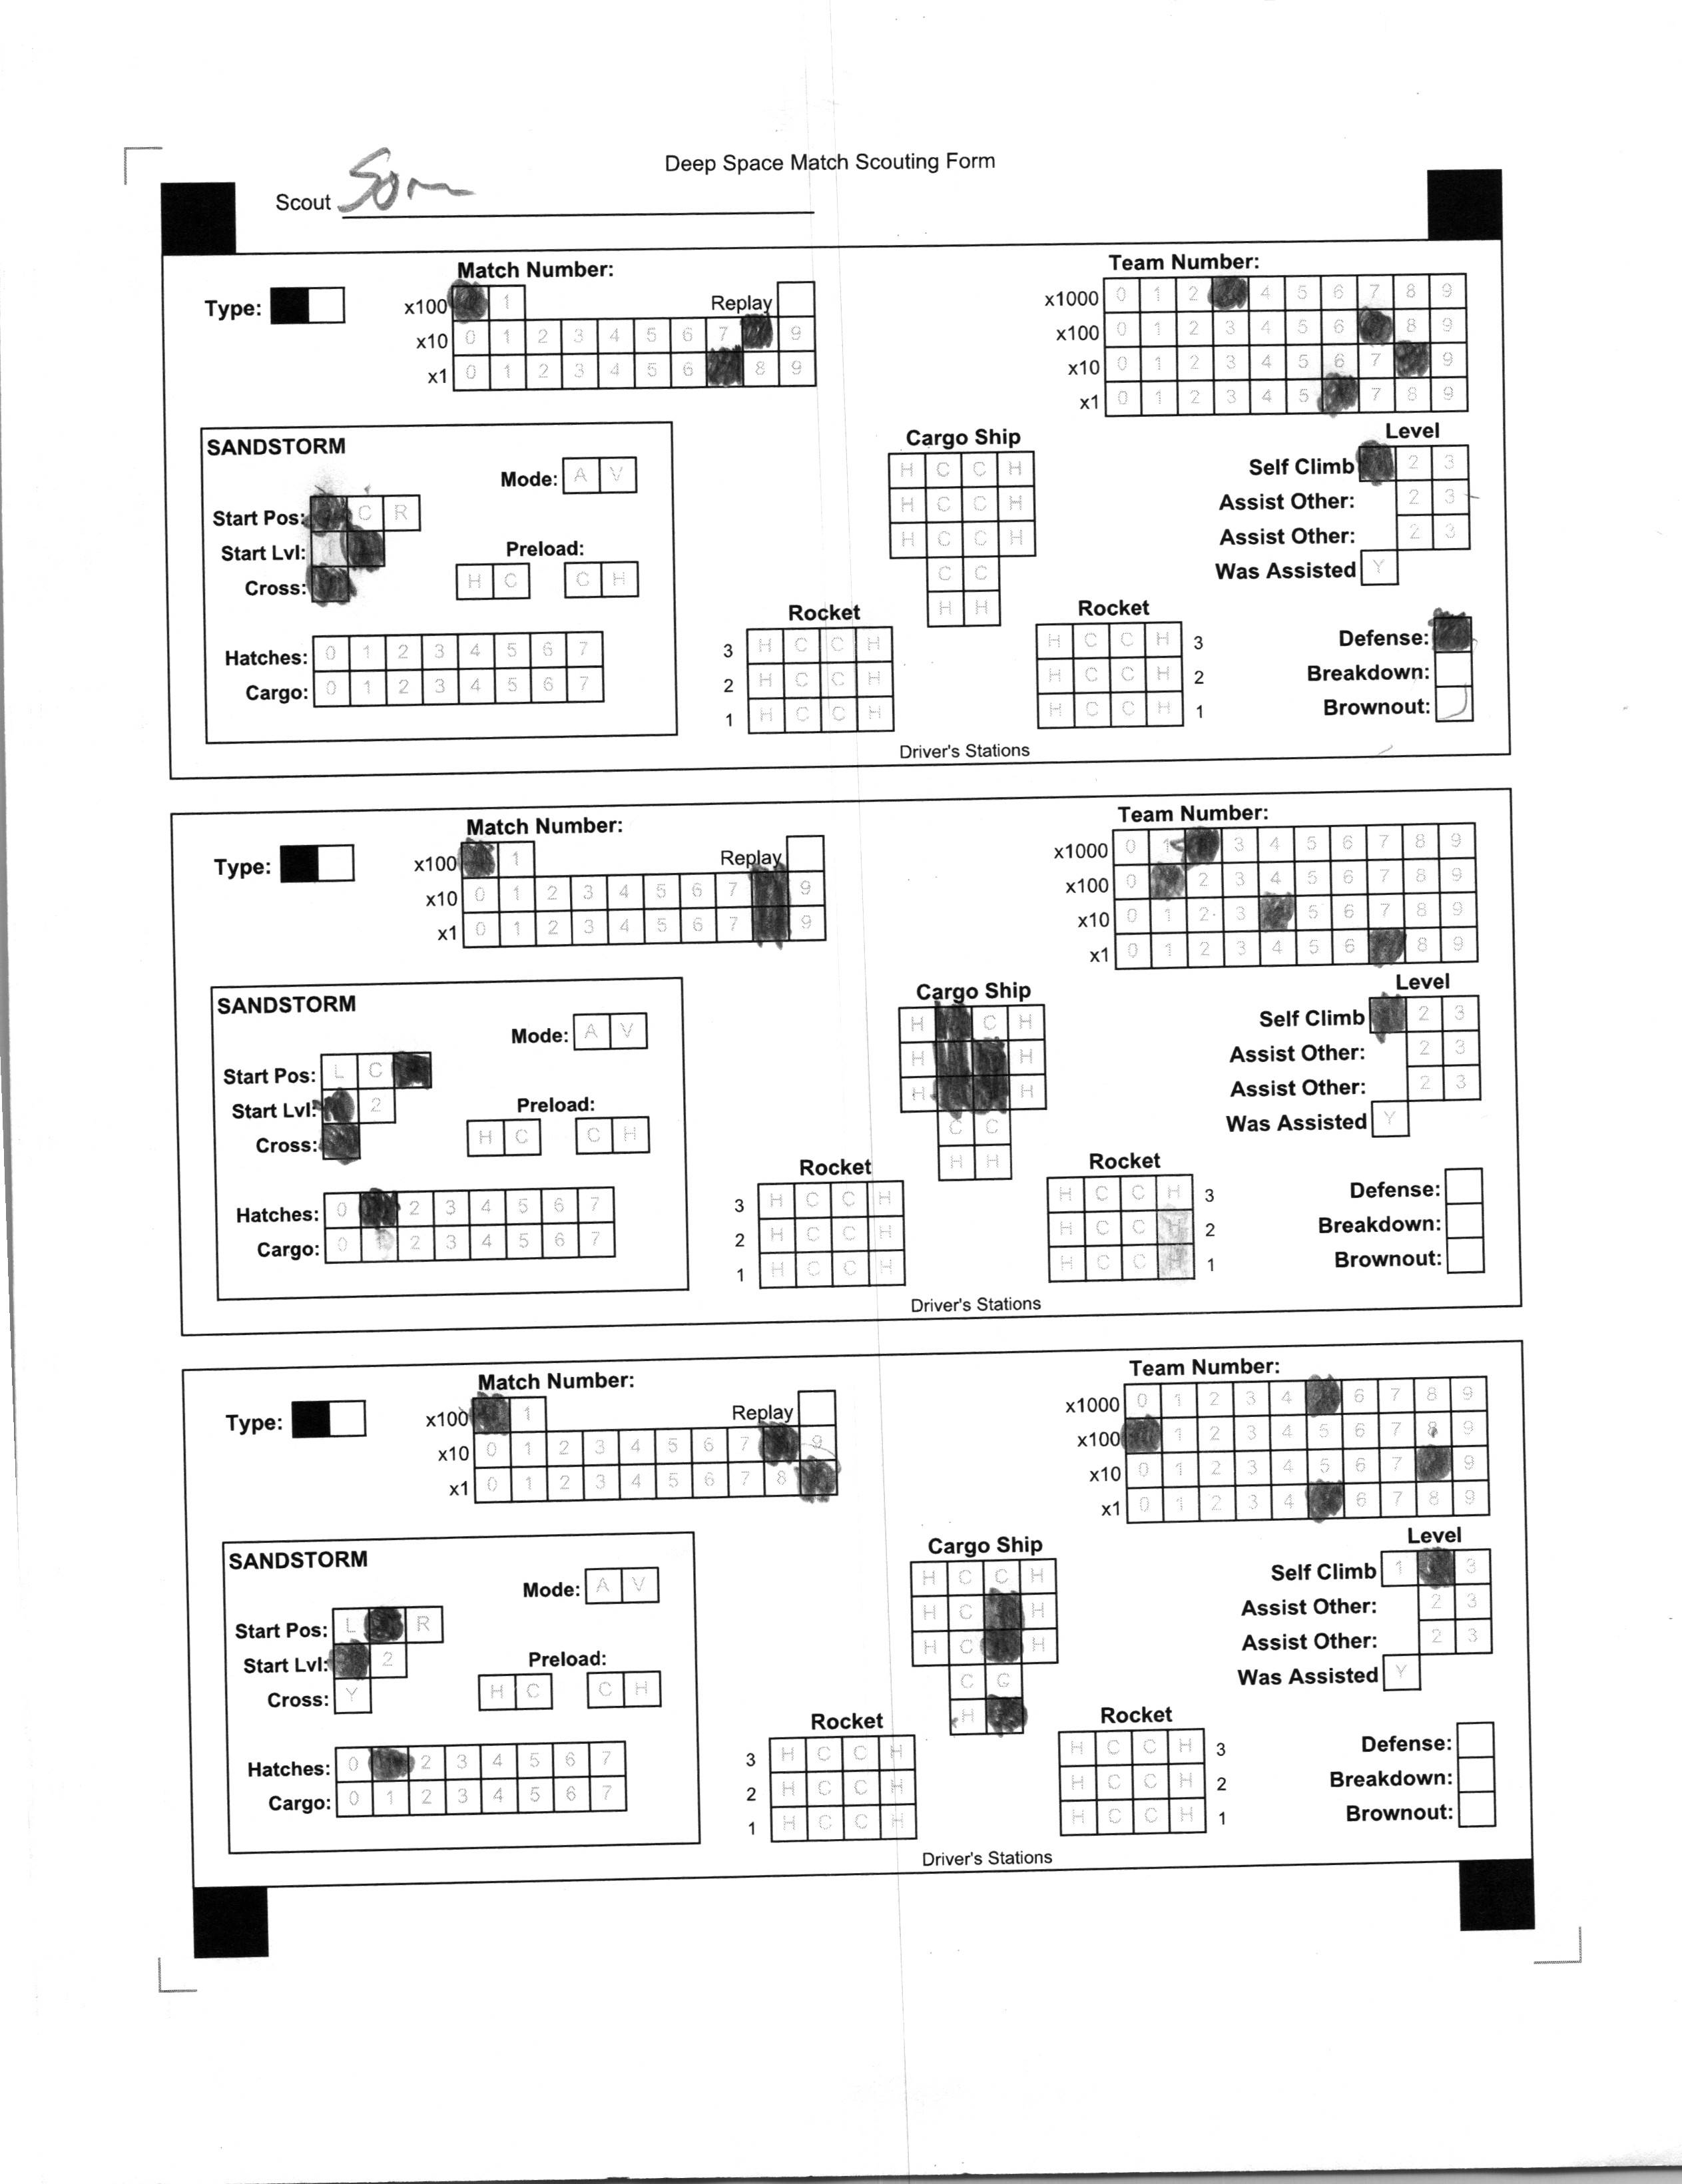 Deep Space Match Scouting Form
Scout
Match Number:
Team Number:
Type:
x100 1 Replay
x10 0 1 2 3 4 5 6 7 9
x1 0 1 2 3 4 5 6 8 9
x1000 0 1 2 4 5 6 7 8 9
x100 0 1 2 3 4 5 6 8 9
x10 0 1 2 3 4 5 6 7 9
x1 0 1 2 3 4 5 7 8 9
SANDSTORM
Mode: A V
Start Pos: C R
Start Lvl:
Cross:
Preload:
H C C H
Hatches: 0 1 2 3 4 5 6 7
Cargo: 0 1 2 3 4 5 6 7
Cargo Ship
H C C H
H C C H
H C C H
C C
H H
Rocket
3 H C C H
2 H C C H
1 H C C H
Rocket
H C C H 3
H C C H 2
H C C H 1
Driver's Stations
Level
Self Climb 2 3
Assist Other: 2 3
Assist Other: 2 3
Was Assisted Y
Defense:
Breakdown:
Brownout:
Match Number:
Team Number:
Type:
x100 1 Replay
x10 0 1 2 3 4 5 6 7 9
x1 0 1 2 3 4 5 6 7 9
x1000 0 1 3 4 5 6 7 8 9
x100 0 2 3 4 5 6 7 8 9
x10 0 1 2 3 5 6 7 8 9
x1 0 1 2 3 4 5 6 8 9
SANDSTORM
Mode: A V
Start Pos: L C
Start Lvl: 2
Cross:
Preload:
H C C H
Hatches: 0 2 3 4 5 6 7
Cargo: 0 1 2 3 4 5 6 7
Cargo Ship
H C H
H H
H H
C C
H H
Rocket
3 H C C H
2 H C C H
1 H C C H
Rocket
H C C H 3
H C C H 2
H C C H 1
Driver's Stations
Level
Self Climb 2 3
Assist Other: 2 3
Assist Other: 2 3
Was Assisted Y
Defense:
Breakdown:
Brownout:
Match Number:
Team Number:
Type:
x100 1 Replay
x10 0 1 2 3 4 5 6 7 9
x1 0 1 2 3 4 5 6 7 8
x1000 0 1 2 3 4 6 7 8 9
x100 1 2 3 4 5 6 7 8 9
x10 0 1 2 3 4 5 6 7 9
x1 0 1 2 3 4 6 7 8 9
SANDSTORM
Mode: A V
Start Pos: L R
Start Lvl: 2
Cross: Y
Preload:
H C C H
Hatches: 0 2 3 4 5 6 7
Cargo: 0 1 2 3 4 5 6 7
Cargo Ship
H C C H
H C H
H C H
C C
H
Rocket
3 H C C H
2 H C C H
1 H C C H
Rocket
H C C H 3
H C C H 2
H C C H 1
Driver's Stations
Level
Self Climb 1 3
Assist Other: 2 3
Assist Other: 2 3
Was Assisted Y
Defense:
Breakdown:
Brownout: